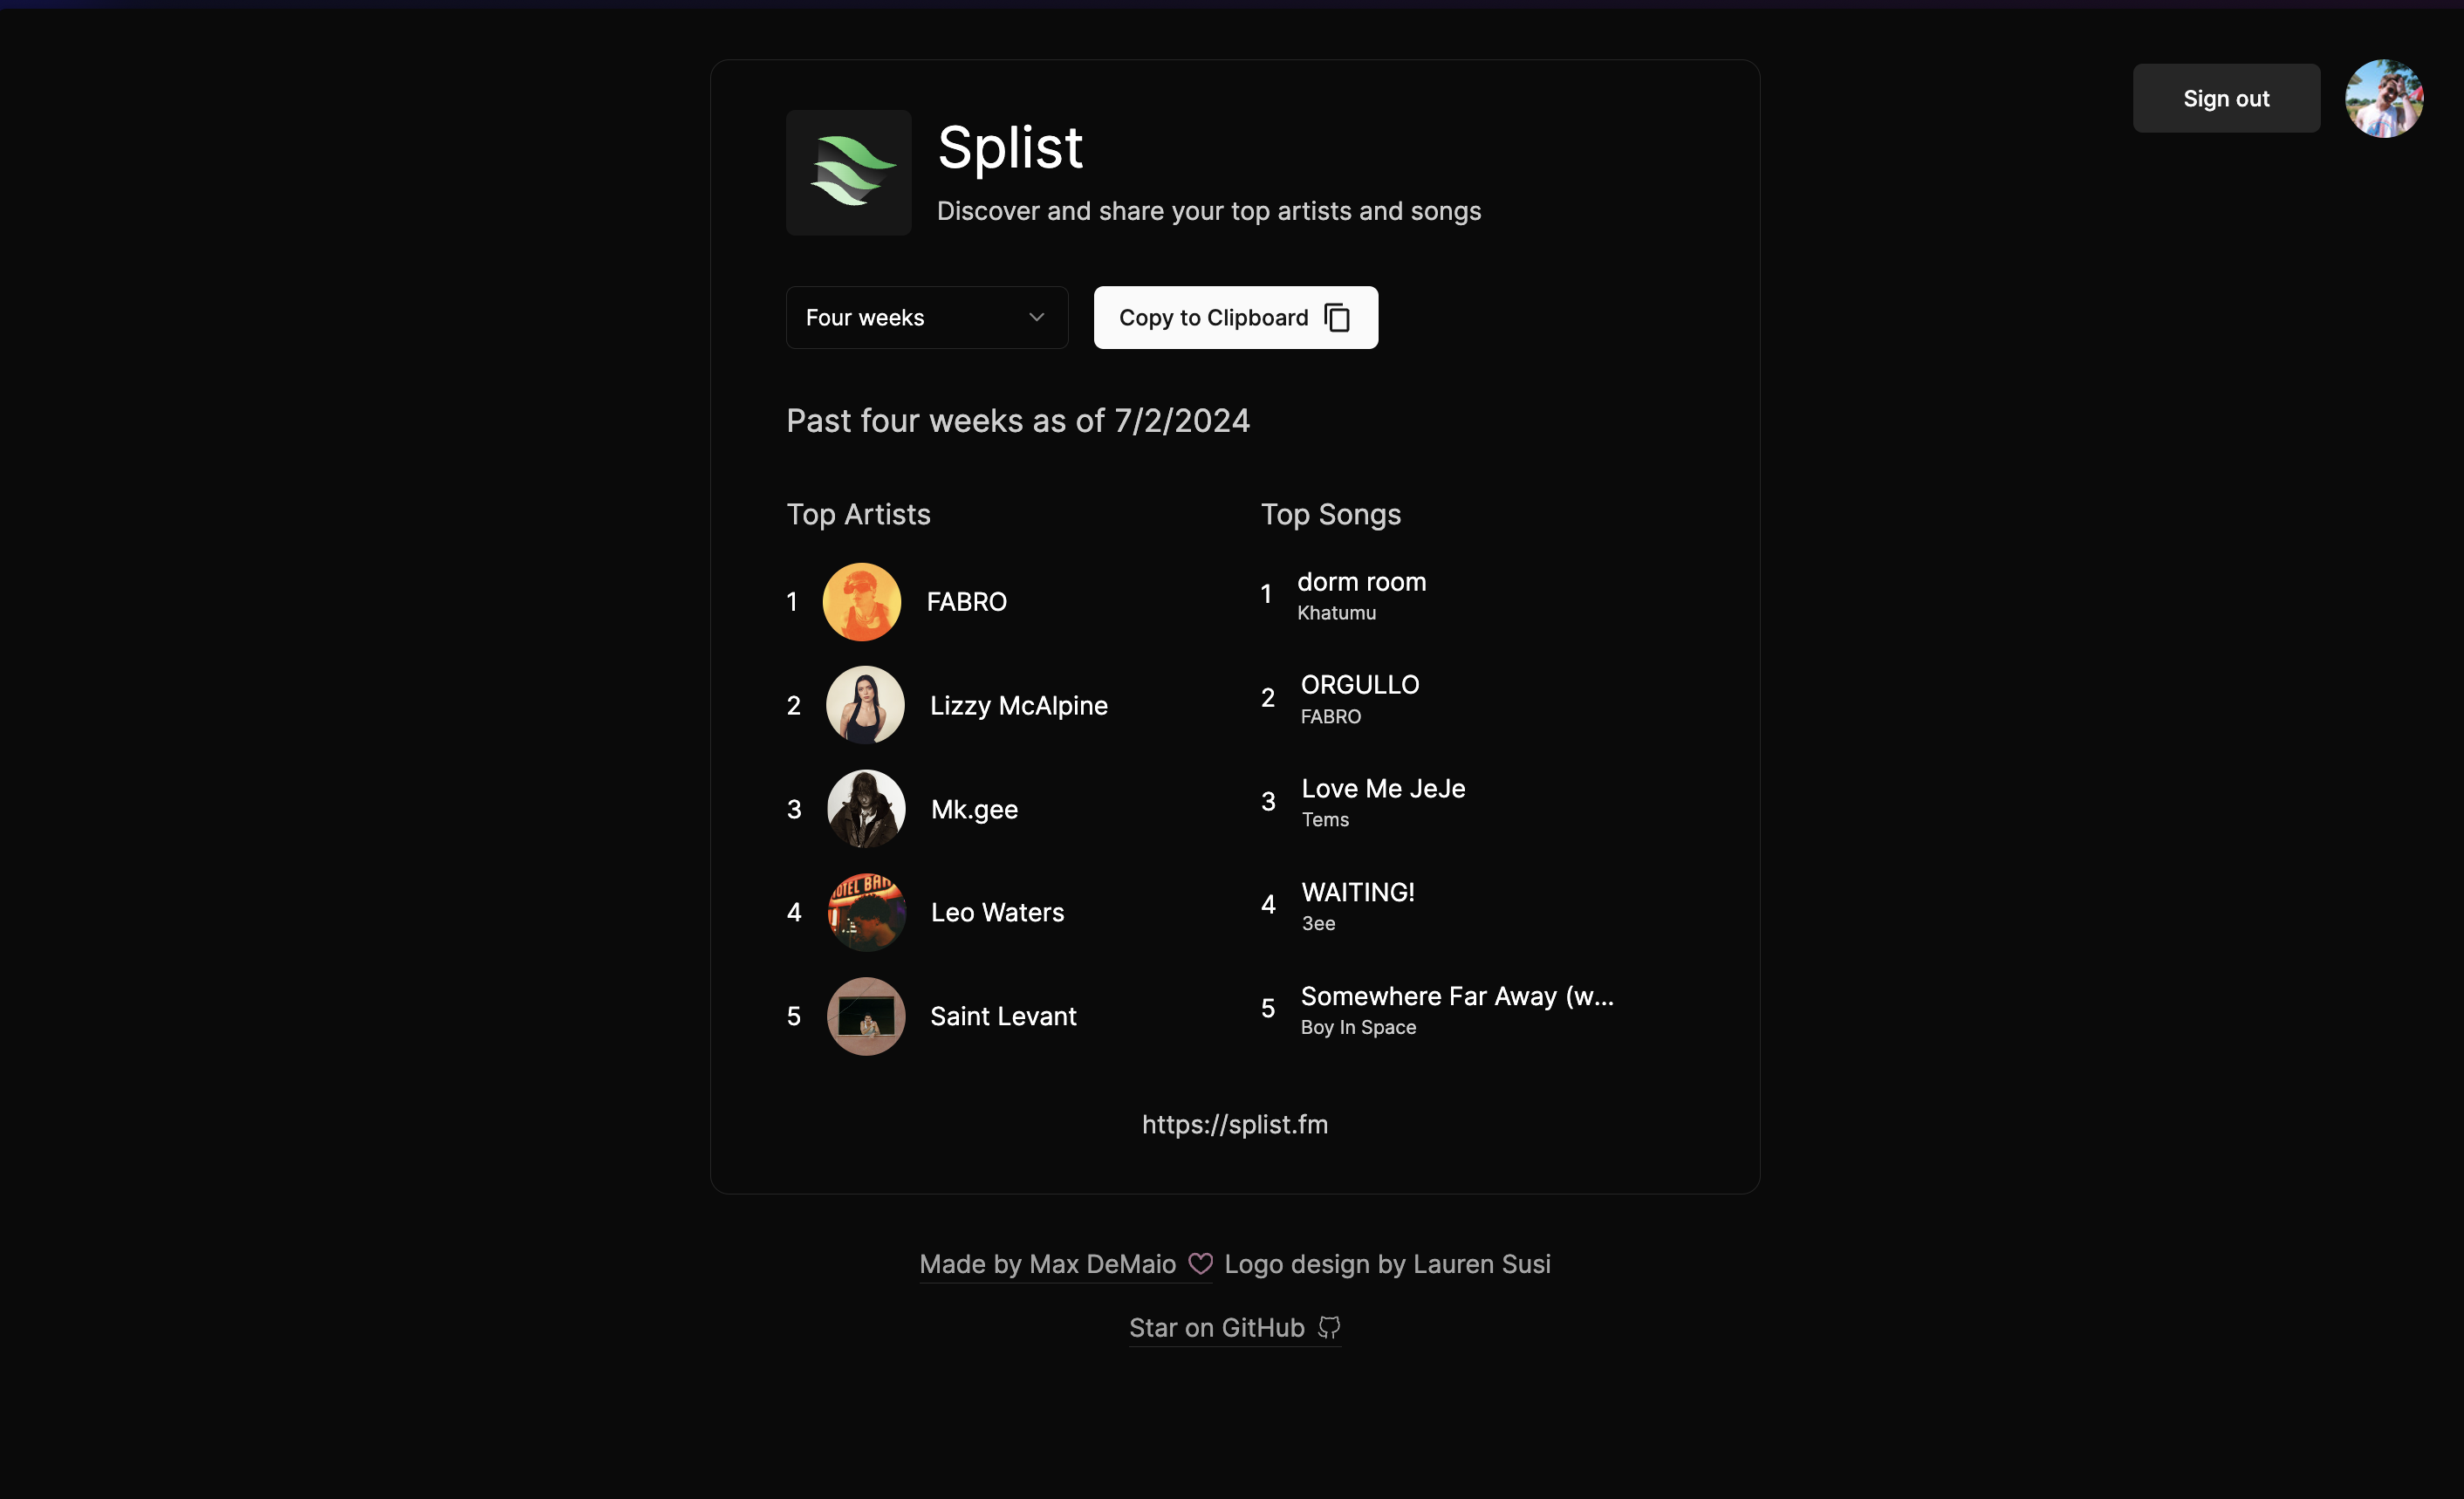 Sign out
Splist
Discover and share your top artists and songs
Four weeks
Copy to Clipboard
Past four weeks as of 7/2/2024
Top Artists
1 FABRO
2 Lizzy McAlpine
3 Mk.gee
OTEL BAR
4 Leo Waters
5 Saint Levant
Top Songs
1 dorm room
Khatumu
2 ORGULLO
FABRO
3 Love Me JeJe
Tems
4 WAITING!
3ee
5 Somewhere Far Away (w...
Boy In Space
https://splist.fm
Made by Max DeMaio Logo design by Lauren Susi
Star on GitHub